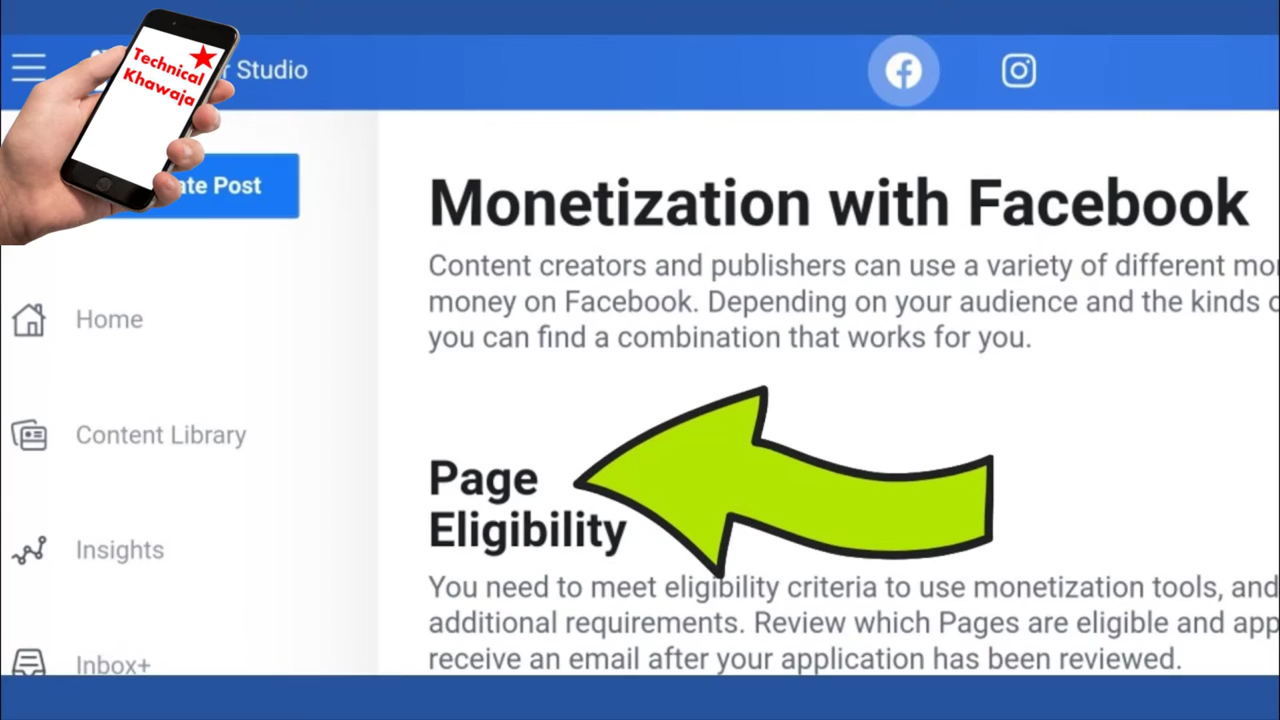 Technical
Khawaja
r Studio
ate Post
Home
Content Library
Insights
Inbox+
Monetization with Facebook
Content creators and publishers can use a variety of different mo
money on Facebook. Depending on your audience and the kinds o
you can find a combination that works for you.
Page
Eligibility
You need to meet eligibility criteria to use monetization tools, and
additional requirements. Review which Pages are eligible and app
receive an email after your application has been reviewed.